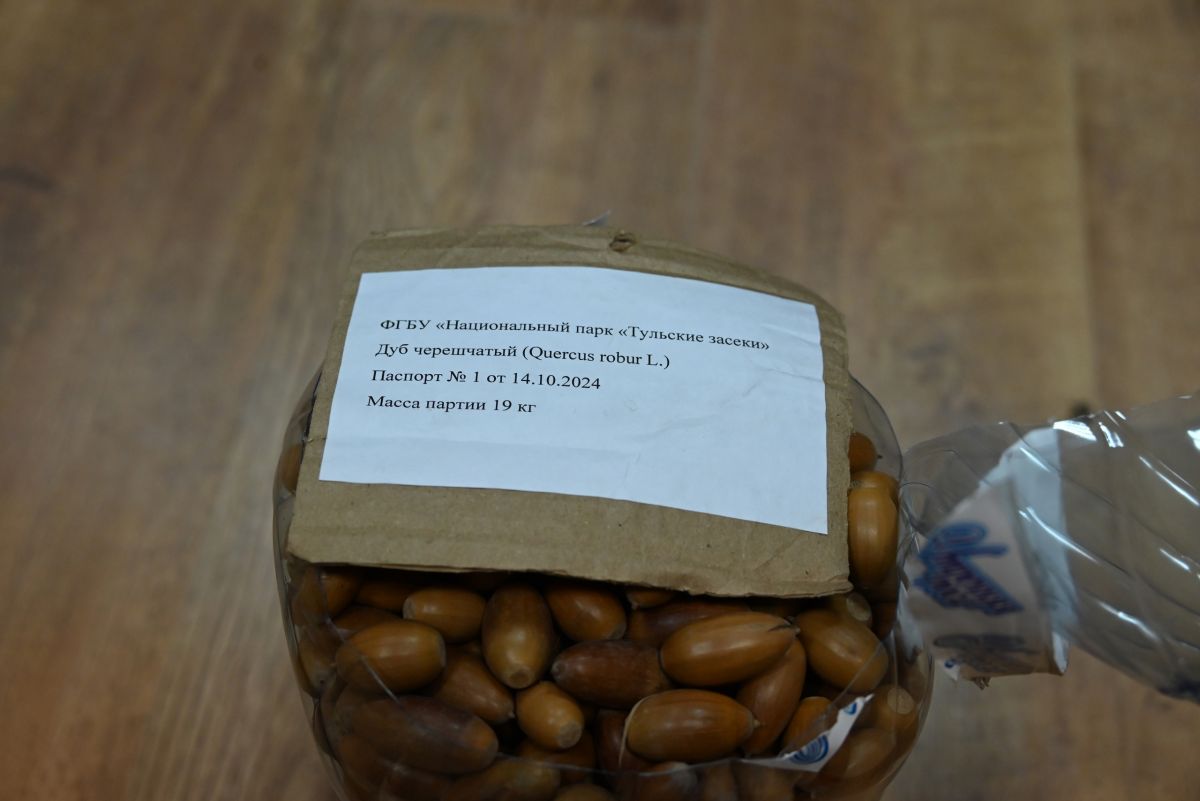 ФГБУ «Национальный парк «Тульские засеки»
Дуб черешчатый (Quercus robur L.)
Паспорт № 1 от 14.10.2024
Масса партии 19 кг